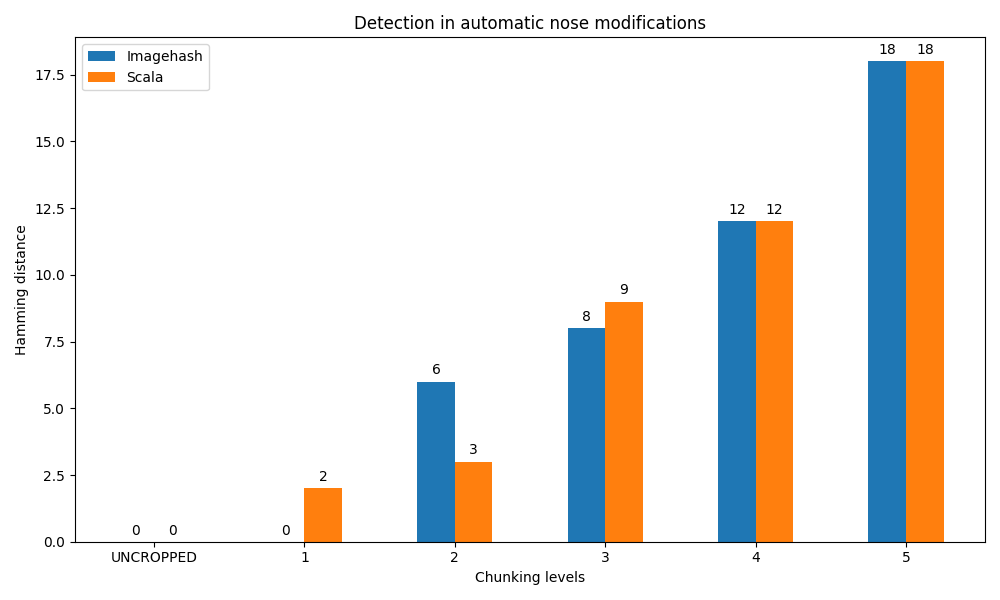 Detection in automatic nose modifications
Imagehash
Scala
Hamming distance
17.5
15.0
12.5
10.0
7.5
5.0
2.5
0.0
0 0
0 2
6 3
8 9
12 12
18 18
UNCROPPED 1 2 3 4 5
Chunking levels